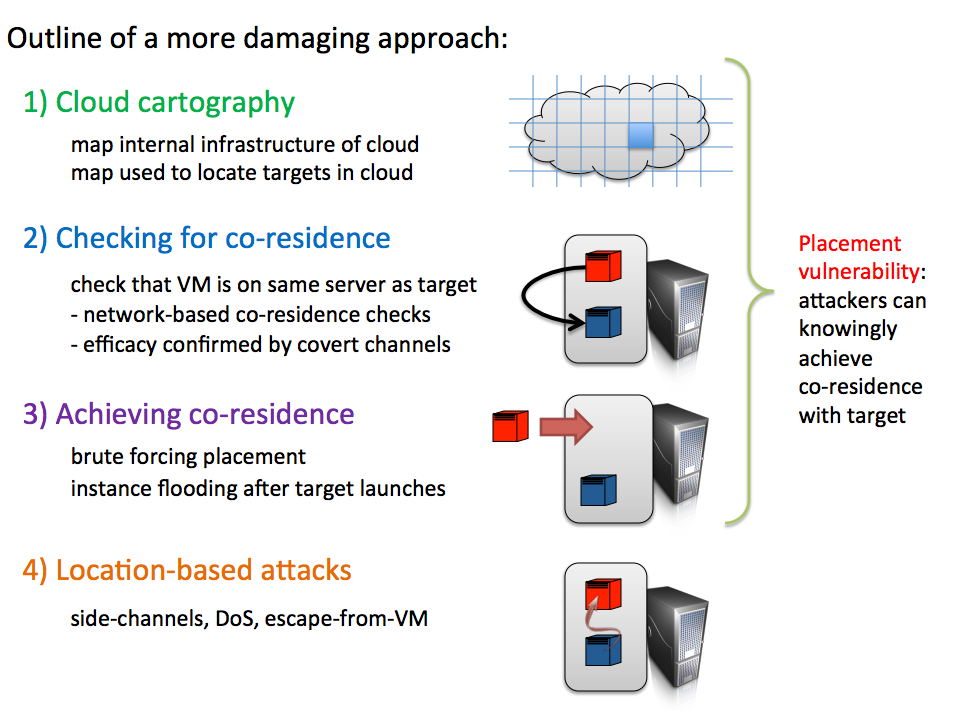 Outline of a more damaging approach:
1) Cloud cartography
map internal infrastructure of cloud
map used to locate targets in cloud
2) Checking for co-residence
check that VM is on same server as target
- network-based co-residence checks
- efficacy confirmed by covert channels
3) Achieving co-residence
brute forcing placement
instance flooding after target launches
4) Location-based attacks
side-channels, DoS, escape-from-VM
Placement
vulnerability:
attackers can
knowingly
achieve
co-residence
with target